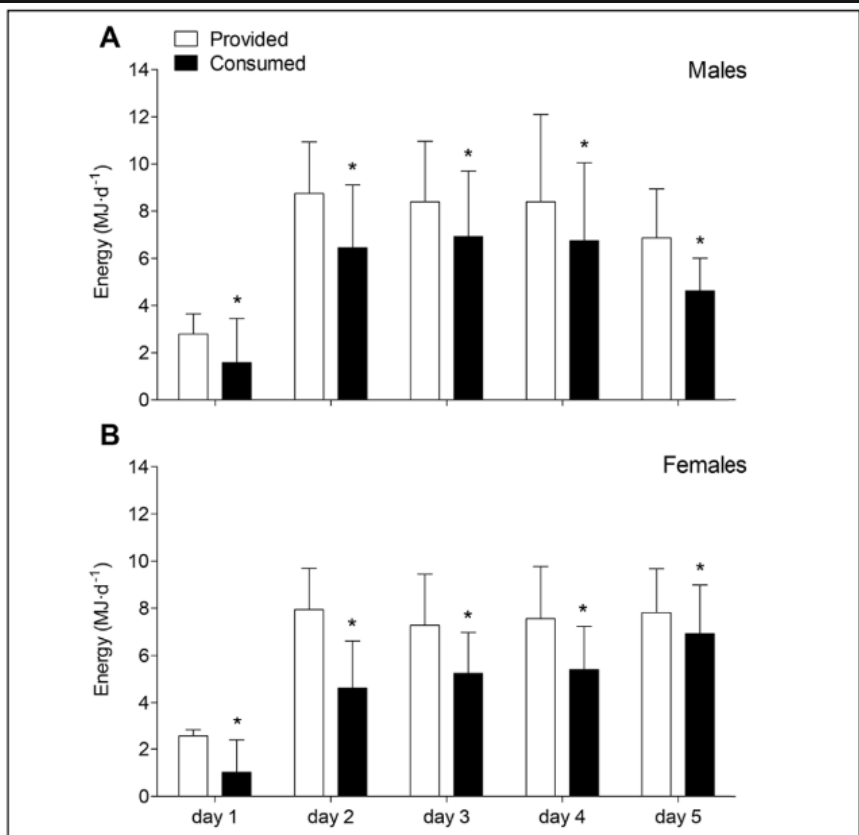 A
Provided
Consumed
Males
14
12
10
8
6
4
2
0
Energy (MJ·d⁻¹)
* * * * *
B
Females
14
12
10
8
6
4
2
0
Energy (MJ·d⁻¹)
* * * * *
day 1 day 2 day 3 day 4 day 5